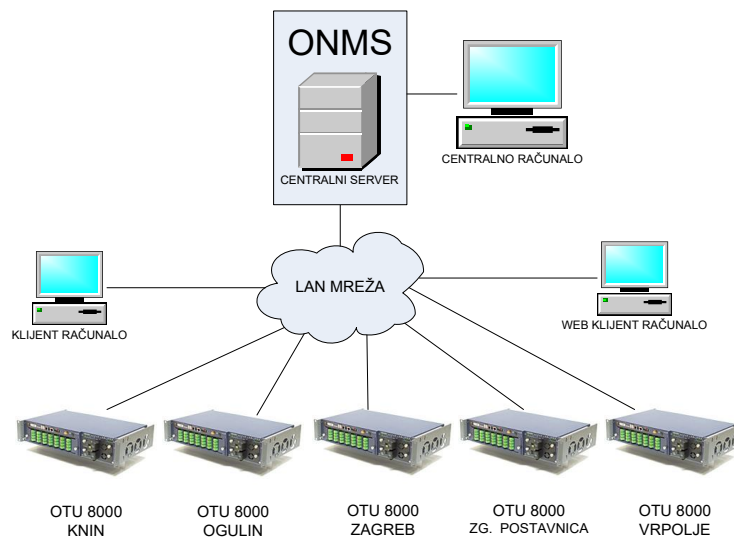 ONMS
CENTRALNI SERVER
CENTRALNO RAČUNALO
LAN MREŽA
KLIJENT RAČUNALO
WEB KLIJENT RAČUNALO
OTU 8000
KNIN
OTU 8000
OGULIN
OTU 8000
ZAGREB
OTU 8000
ZG. POSTAVNICA
OTU 8000
VRPOLJE